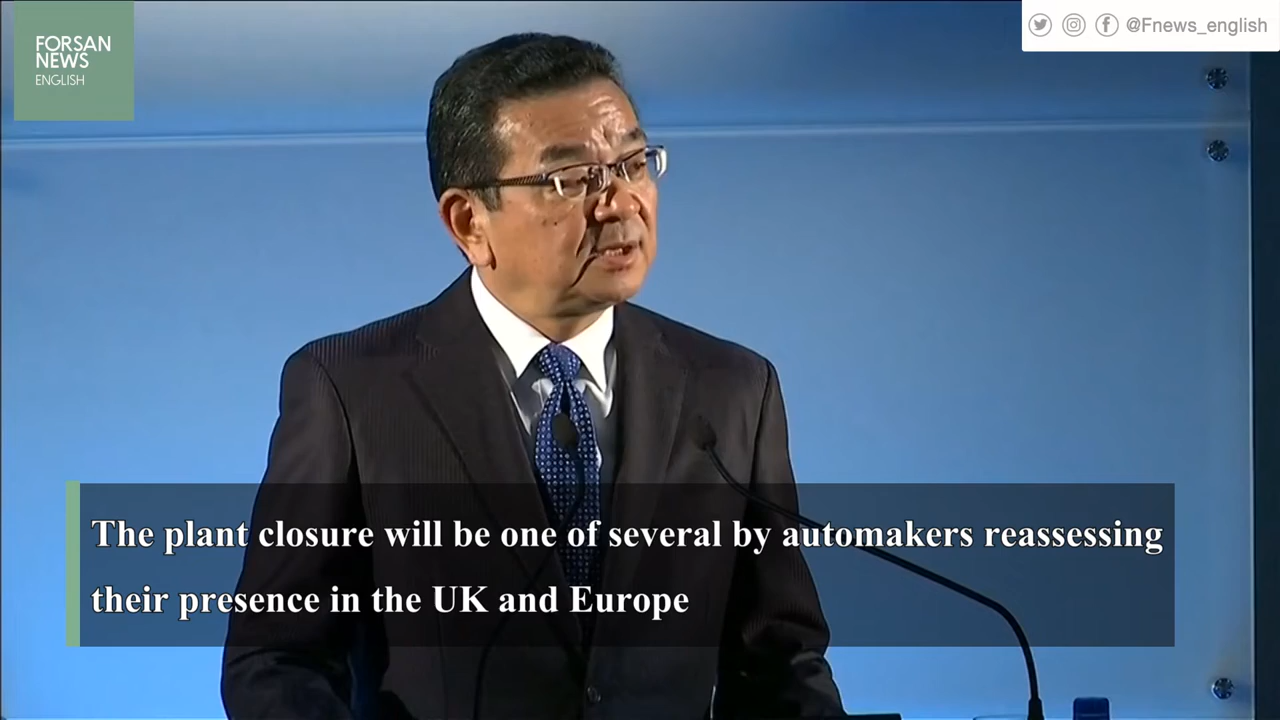 FORSAN
NEWS
ENGLISH
@Fnews_english
The plant closure will be one of several by automakers reassessing
their presence in the UK and Europe